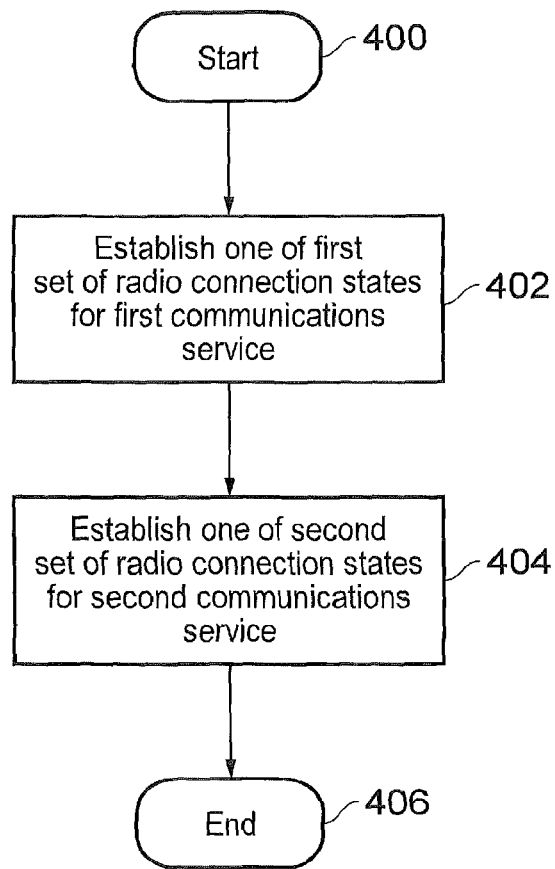 Start
400
Establish one of first
set of radio connection states
for first communications
service
402
Establish one of second
set of radio connection states
for second communications
service
404
End
406